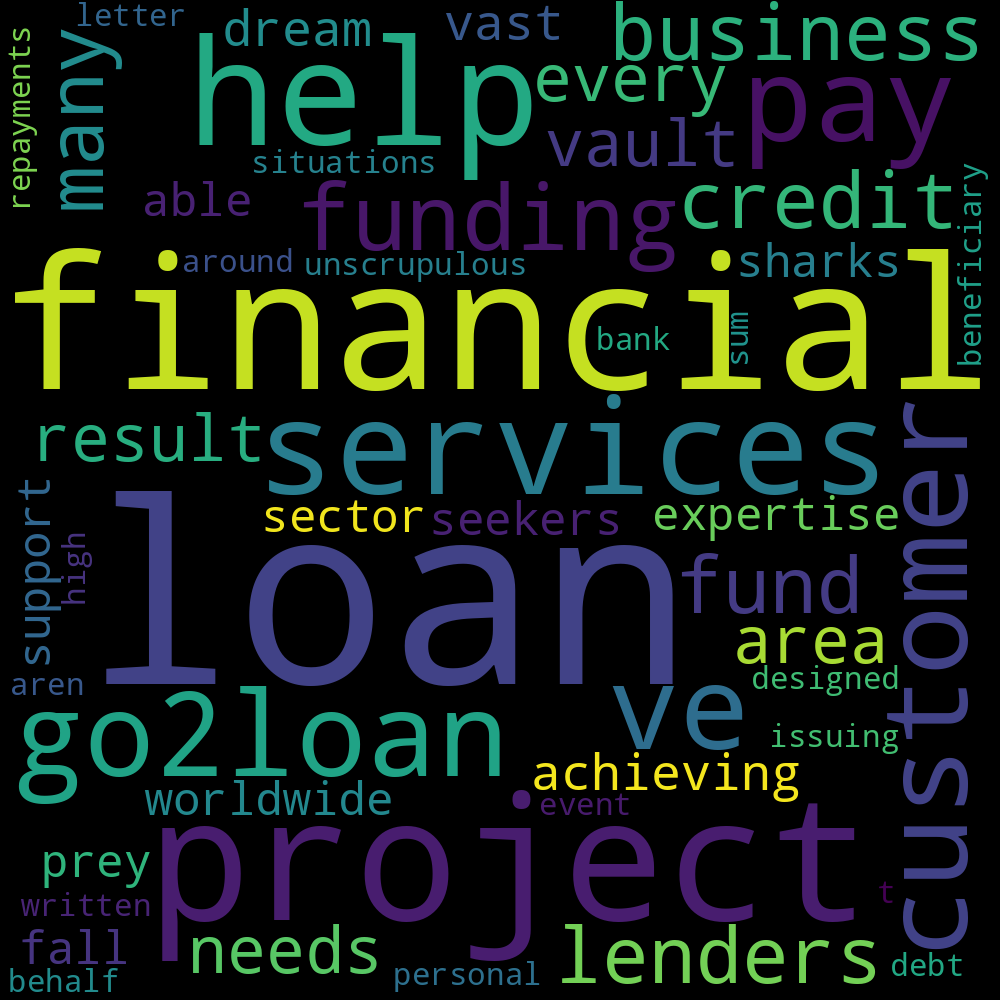 letter
dream
vast
business
repayments
many
help
every
pay
situations
vault
able
funding
credit
beneficiary
around
unscrupulous
sharks
financial
bank
sum
result
services
customer
support
high
sector
seekers
expertise
loan
fund
area
aren
go2loan
ve
designed
issuing
worldwide
achieving
event
prey
project
t
written
fall
needs
lenders
behalf
personal
debt